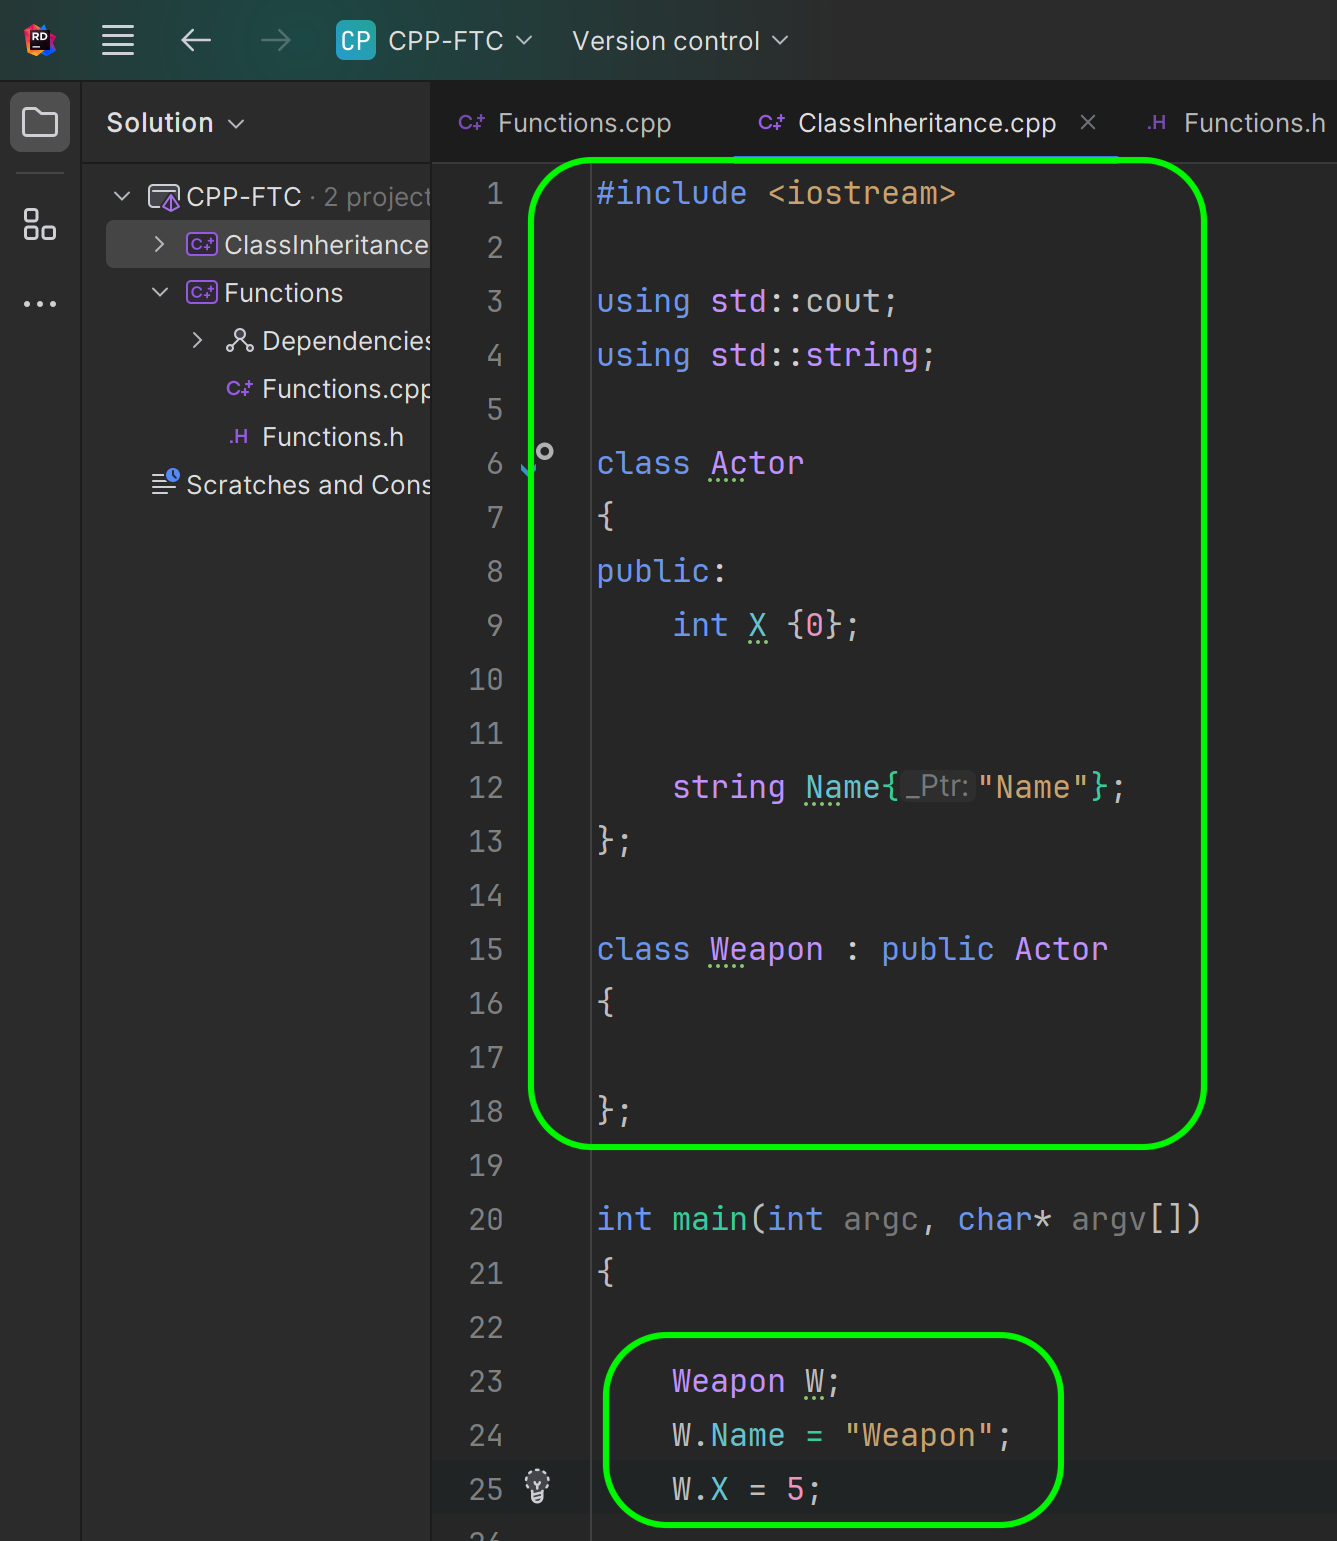 RD
CP CPP-FTC Version control
Solution
Functions.cpp
ClassInheritance.cpp
.H Functions.h
CPP-FTC · 2 project
C++ ClassInheritance
C++ Functions
Dependencies
C++ Functions.cpp
.H Functions.h
Scratches and Cons
1 #include <iostream>
2
3 using std::cout;
4 using std::string;
5
6 class Actor
7 {
8 public:
9 int X {0};
10
11
12 string Name{_Ptr:"Name"};
13 };
14
15 class Weapon : public Actor
16 {
17
18 };
19
20 int main(int argc, char* argv[])
21 {
22
23 Weapon W;
24 W.Name = "Weapon";
25 W.X = 5;
26